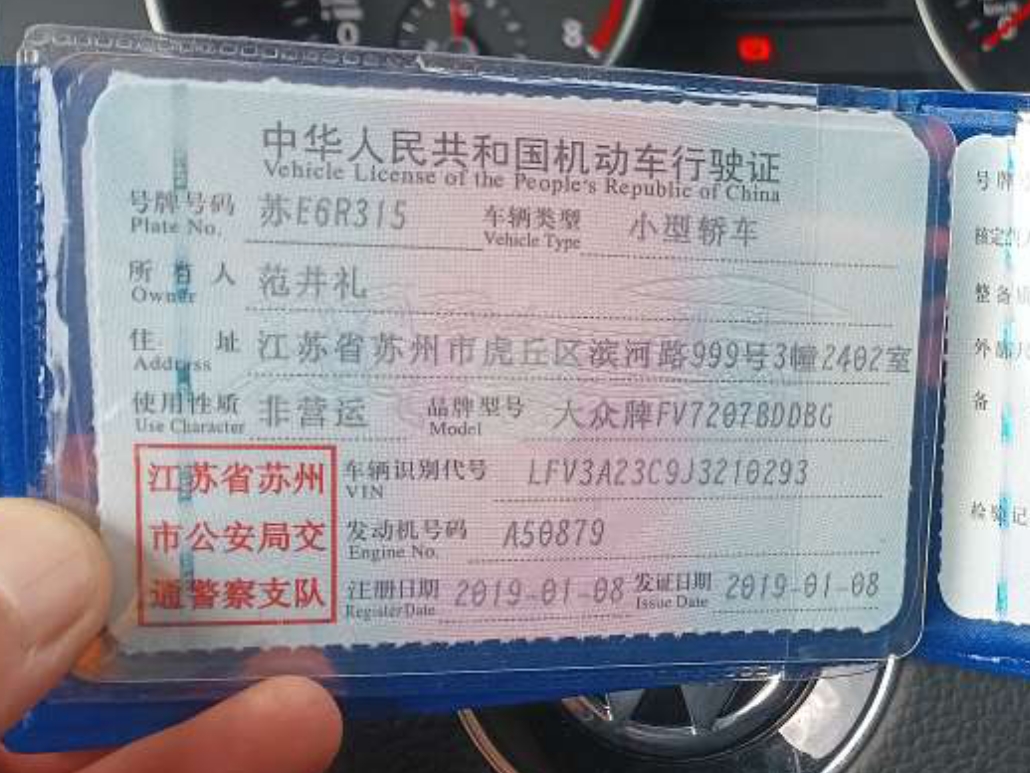 中华人民共和国机动车行驶证
Vehicle License of the People's Republic of China
号牌号码 苏E6R315 车辆类型 小型轿车
Plate No. Vehicle Type
所有人 范井礼
Owner
住址 江苏省苏州市虎丘区滨河路999号3幢2402室
Address
使用性质 非营运 品牌型号 大众牌FV7207BDDBG
Use Character Model
江苏省苏州 车辆识别代号 LFV3A23C9J3210293
VIN
市公安局交 发动机号码 A50879
Engine No.
通警察支队 注册日期 2019-01-08 发证日期 2019-01-08
Register Date Issue Date
号牌
核定
整备
外廓
备
检验记
8